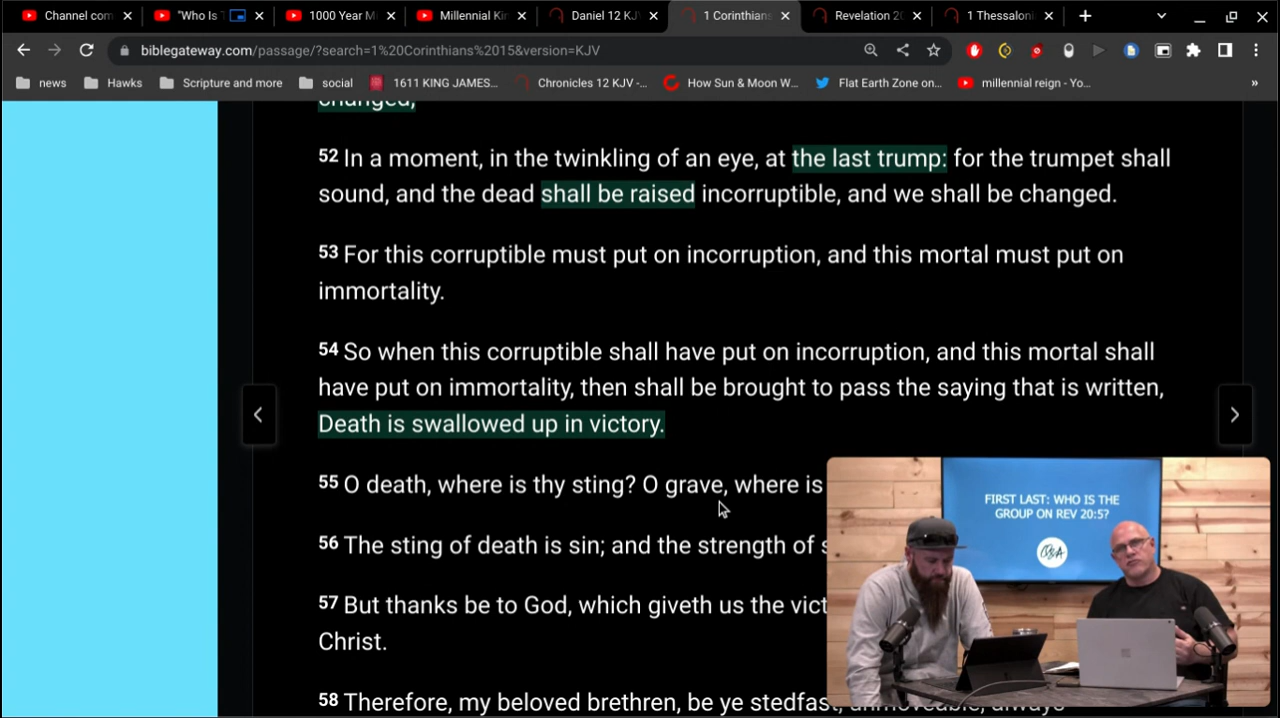 Channel com
"Who Is T
1000 Year M
Millennial Ki
Daniel 12 KJ
1 Corinthians
Revelation 20
1 Thessaloni
biblegateway.com/passage/?search=1%20Corinthians%2015&version=KJV
news
Hawks
Scripture and more
social
1611 KING JAMES...
Chronicles 12 KJV -...
How Sun & Moon W...
Flat Earth Zone on...
millennial reign - Yo...
»
changed,
52 In a moment, in the twinkling of an eye, at the last trump: for the trumpet shall
sound, and the dead shall be raised incorruptible, and we shall be changed.
53 For this corruptible must put on incorruption, and this mortal must put on
immortality.
54 So when this corruptible shall have put on incorruption, and this mortal shall
have put on immortality, then shall be brought to pass the saying that is written,
Death is swallowed up in victory.
55 O death, where is thy sting? O grave, where is
56 The sting of death is sin; and the strength of s
57 But thanks be to God, which giveth us the vict
Christ.
58 Therefore, my beloved brethren, be ye stedfast, unmoveable, always
FIRST LAST: WHO IS THE
GROUP ON REV 20:5?
Q&A